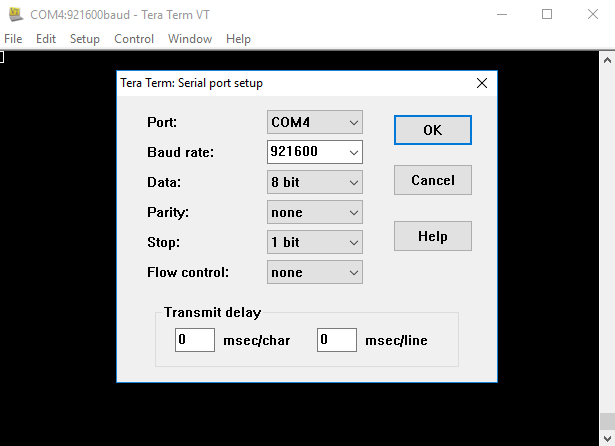 COM4:921600baud - Tera Term VT
File Edit Setup Control Window Help
Tera Term: Serial port setup
Port: COM4 OK
Baud rate: 921600
Data: 8 bit Cancel
Parity: none
Stop: 1 bit Help
Flow control: none
Transmit delay
0 msec/char 0 msec/line